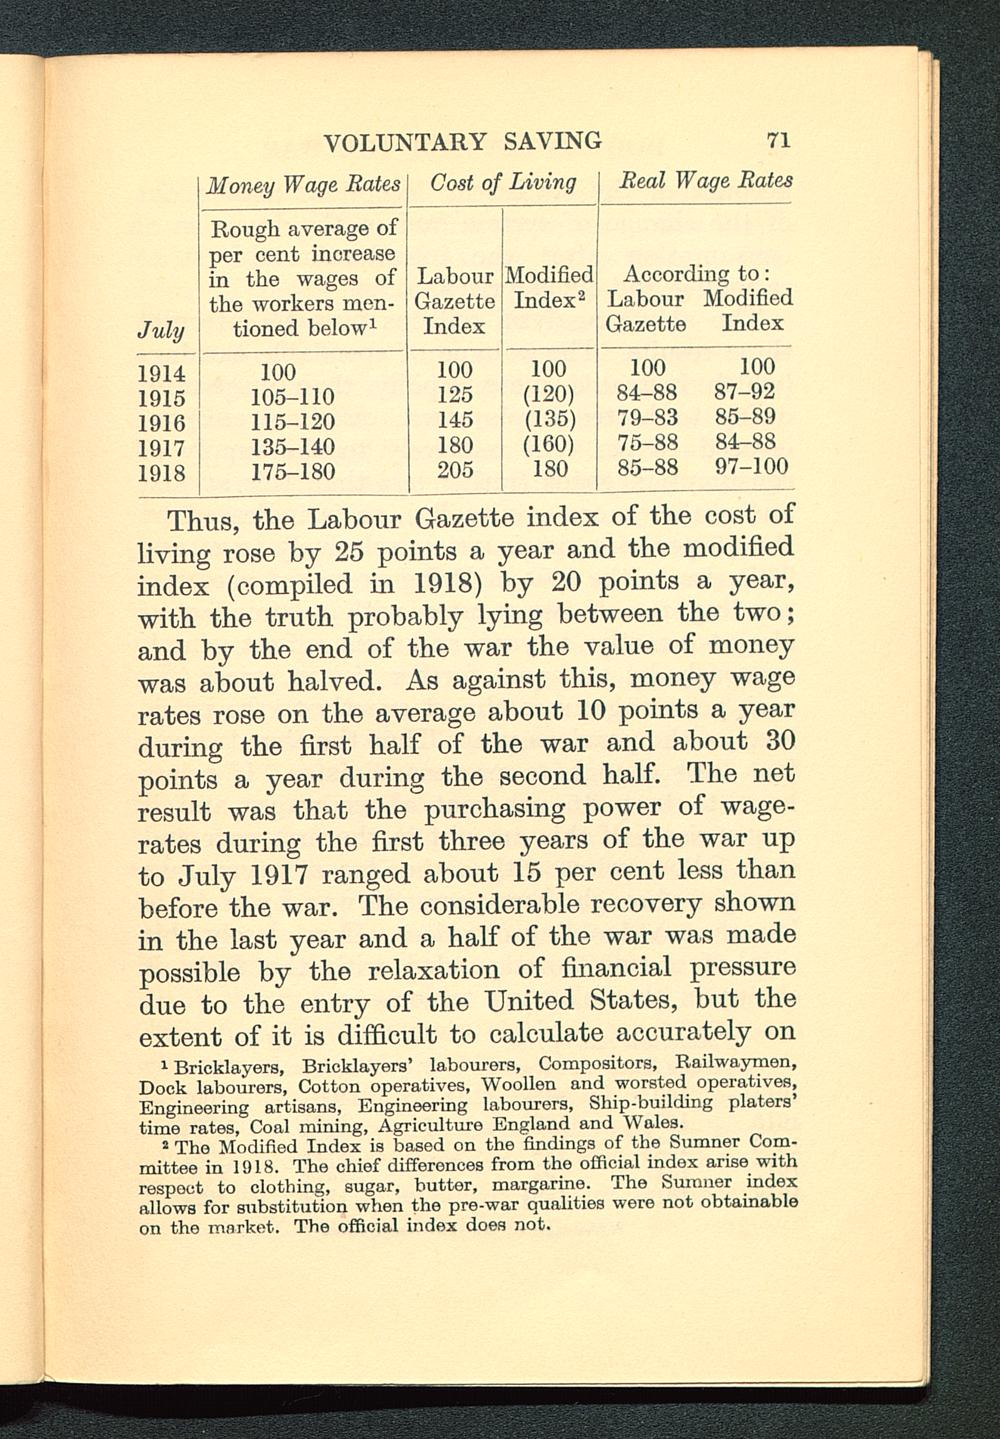 VOLUNTARY SAVING 71
Money Wage Rates Cost of Living Real Wage Rates
Rough average of
per cent increase
in the wages of Labour Modified According to:
the workers men- Gazette Index² Labour Modified
July tioned below¹ Index Gazette Index
1914 100 100 100 100 100
1915 105–110 125 (120) 84–88 87–92
1916 115–120 145 (135) 79–83 85–89
1917 135–140 180 (160) 75–88 84–88
1918 175–180 205 180 85–88 97–100
Thus, the Labour Gazette index of the cost of
living rose by 25 points a year and the modified
index (compiled in 1918) by 20 points a year,
with the truth probably lying between the two;
and by the end of the war the value of money
was about halved. As against this, money wage
rates rose on the average about 10 points a year
during the first half of the war and about 30
points a year during the second half. The net
result was that the purchasing power of wage-
rates during the first three years of the war up
to July 1917 ranged about 15 per cent less than
before the war. The considerable recovery shown
in the last year and a half of the war was made
possible by the relaxation of financial pressure
due to the entry of the United States, but the
extent of it is difficult to calculate accurately on
¹ Bricklayers, Bricklayers' labourers, Compositors, Railwaymen,
Dock labourers, Cotton operatives, Woollen and worsted operatives,
Engineering artisans, Engineering labourers, Ship-building platers'
time rates, Coal mining, Agriculture England and Wales.
² The Modified Index is based on the findings of the Sumner Com-
mittee in 1918. The chief differences from the official index arise with
respect to clothing, sugar, butter, margarine. The Sumner index
allows for substitution when the pre-war qualities were not obtainable
on the market. The official index does not.